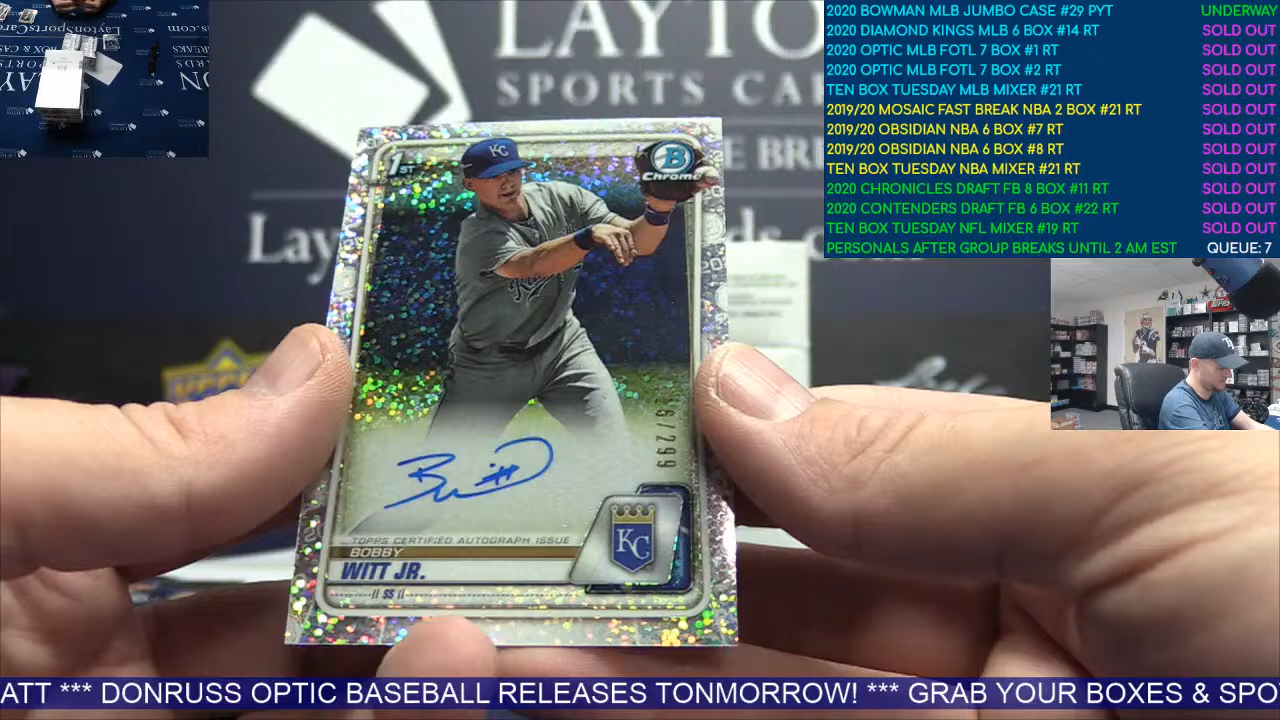 2020 BOWMAN MLB JUMBO CASE #29 PYT UNDERWAY
2020 DIAMOND KINGS MLB 6 BOX #14 RT SOLD OUT
2020 OPTIC MLB FOTL 7 BOX #1 RT SOLD OUT
2020 OPTIC MLB FOTL 7 BOX #2 RT SOLD OUT
TEN BOX TUESDAY MLB MIXER #21 RT SOLD OUT
2019/20 MOSAIC FAST BREAK NBA 2 BOX #21 RT SOLD OUT
2019/20 OBSIDIAN NBA 6 BOX #7 RT SOLD OUT
2019/20 OBSIDIAN NBA 6 BOX #8 RT SOLD OUT
TEN BOX TUESDAY NBA MIXER #21 RT SOLD OUT
2020 CHRONICLES DRAFT FB 8 BOX #11 RT SOLD OUT
2020 CONTENDERS DRAFT FB 6 BOX #22 RT SOLD OUT
TEN BOX TUESDAY NFL MIXER #19 RT SOLD OUT
PERSONALS AFTER GROUP BREAKS UNTIL 2 AM EST QUEUE: 7
LAYTO
SPORTS CA
E BRE
Lay
1ST
KC
B
Chrome
6/299
TOPPS CERTIFIED AUTOGRAPH ISSUE
BOBBY
WITT JR.
// SS //
KC
ATT *** DONRUSS OPTIC BASEBALL RELEASES TONMORROW! *** GRAB YOUR BOXES & SPO